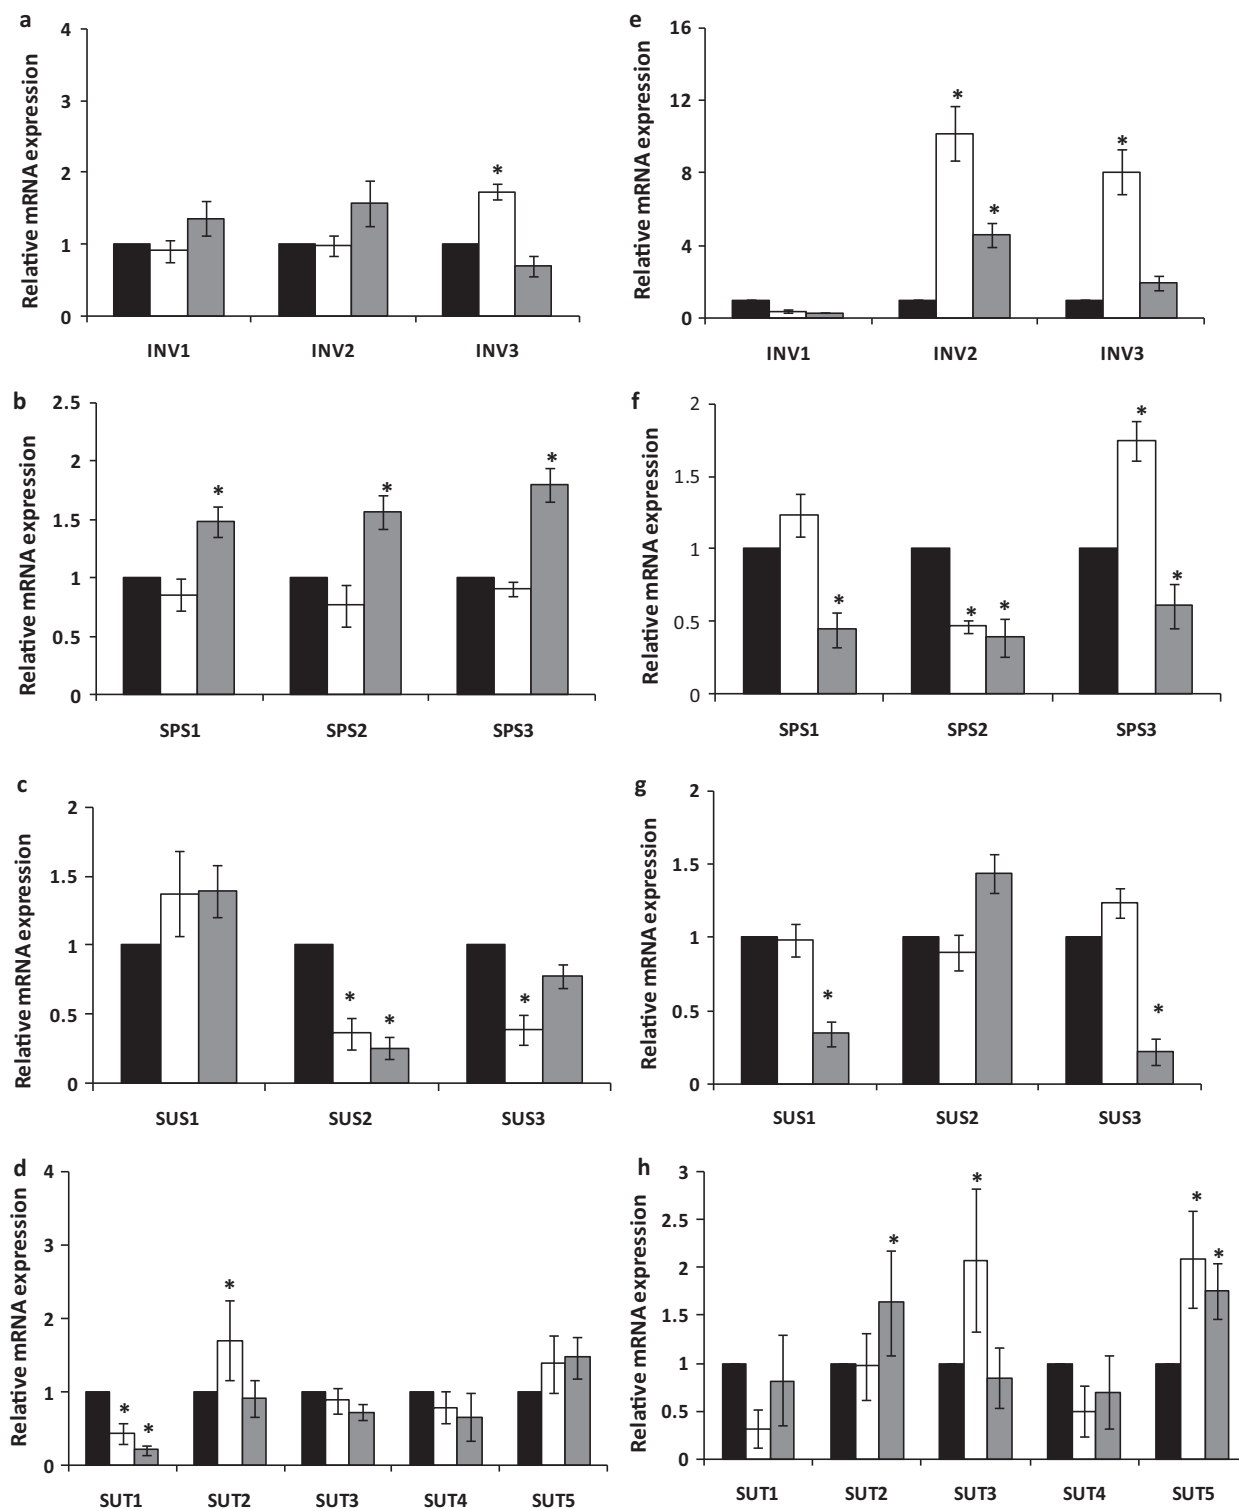 a
Relative mRNA expression
4
3
2
1
0
*
INV1 INV2 INV3
e
Relative mRNA expression
16
12
8
4
0
* * *
INV1 INV2 INV3
b
Relative mRNA expression
2.5
2
1.5
1
0.5
0
* * *
SPS1 SPS2 SPS3
f
Relative mRNA expression
2
1.5
1
0.5
0
* * * * *
SPS1 SPS2 SPS3
c
Relative mRNA expression
2
1.5
1
0.5
0
* * *
SUS1 SUS2 SUS3
g
Relative mRNA expression
2
1.5
1
0.5
0
* *
SUS1 SUS2 SUS3
d
Relative mRNA expression
4
3
2
1
0
* * *
SUT1 SUT2 SUT3 SUT4 SUT5
h
Relative mRNA expression
3
2.5
2
1.5
1
0.5
0
* * * *
SUT1 SUT2 SUT3 SUT4 SUT5